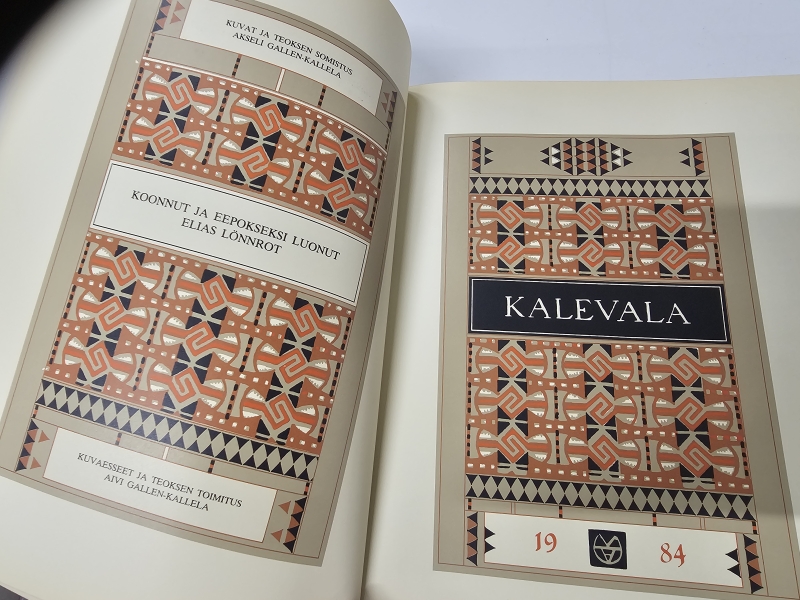 KUVAT JA TEOKSEN SOMISTUS
AKSELI GALLEN-KALLELA
KOONNUT JA EEPOKSEKSI LUONUT
ELIAS LÖNNROT
KUVAESSEET JA TEOKSEN TOIMITUS
AIVI GALLEN-KALLELA
KALEVALA
19 84